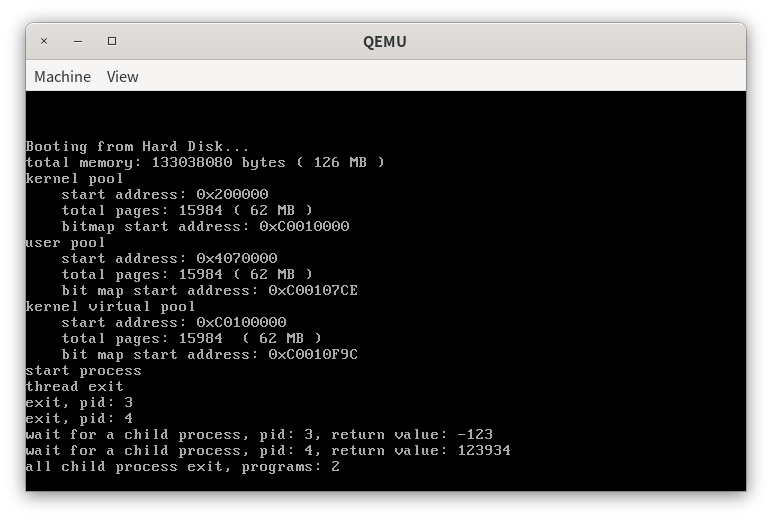 QEMU
Machine View
Booting from Hard Disk...
total memory: 133038080 bytes ( 126 MB )
kernel pool
    start address: 0x200000
    total pages: 15984 ( 62 MB )
    bitmap start address: 0xC0010000
user pool
    start address: 0x4070000
    total pages: 15984 ( 62 MB )
    bit map start address: 0xC00107CE
kernel virtual pool
    start address: 0xC0100000
    total pages: 15984  ( 62 MB )
    bit map start address: 0xC0010F9C
start process
thread exit
exit, pid: 3
exit, pid: 4
wait for a child process, pid: 3, return value: -123
wait for a child process, pid: 4, return value: 123934
all child process exit, programs: 2